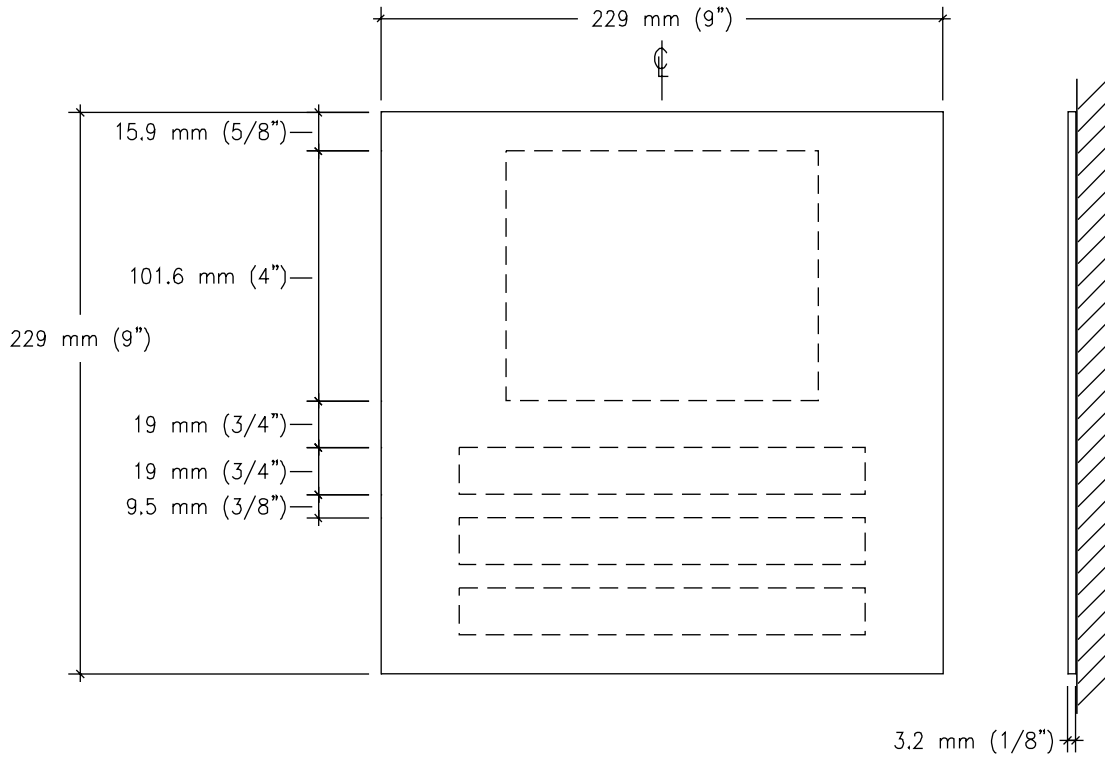 229 mm (9")
℄
15.9 mm (5/8")
101.6 mm (4")
229 mm (9")
19 mm (3/4")
19 mm (3/4")
9.5 mm (3/8")
3.2 mm (1/8")